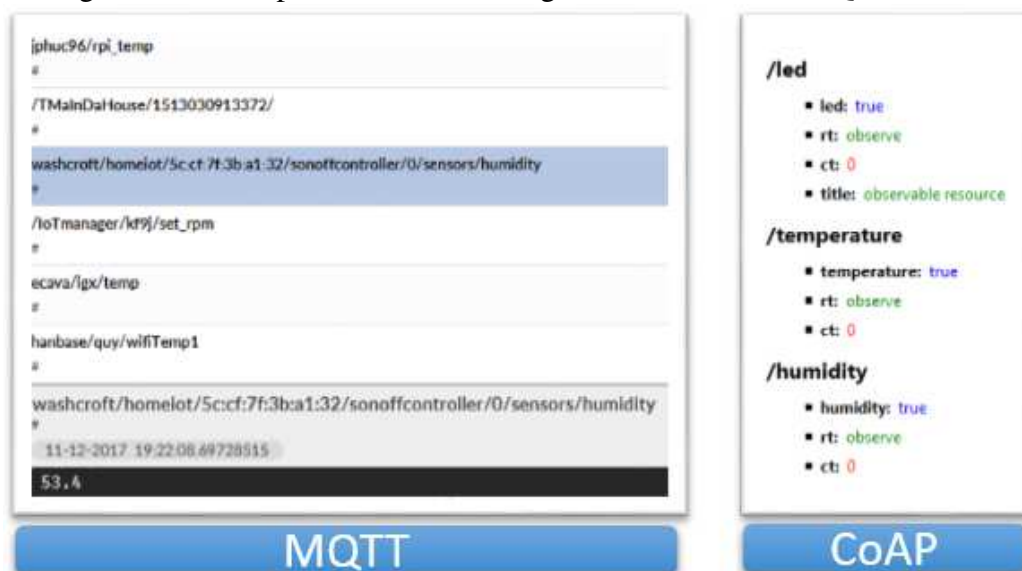 jphuc96/rpi_temp
#
/TMainDaHouse/1513030913372/
#
washcroft/homeiot/5c:cf:7f:3b:a1:32/sonoffcontroller/0/sensors/humidity
#
/IoTmanager/kf9j/set_rpm
#
ecava/igx/temp
#
hanbase/quy/wifiTemp1
#
washcroft/homeiot/5c:cf:7f:3b:a1:32/sonoffcontroller/0/sensors/humidity
#
11-12-2017 19:22:08.69728515
53.4
MQTT
/led
led: true
rt: observe
ct: 0
title: observable resource
/temperature
temperature: true
rt: observe
ct: 0
/humidity
humidity: true
rt: observe
ct: 0
CoAP